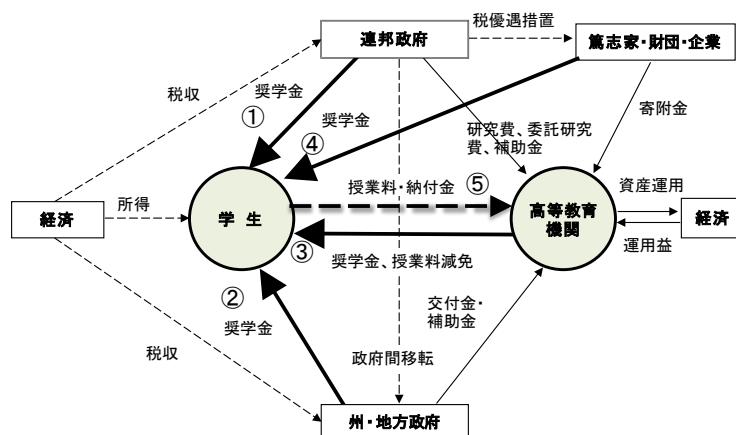 税優遇措置
連邦政府
篤志家・財団・企業
税収
奨学金
①
奨学金
④
寄附金
研究費、委託研究
費、補助金
所得
授業料・納付金
⑤
資産運用
経済
学 生
高等教育
機関
経済
③
運用益
奨学金、授業料減免
②
奨学金
交付金・
補助金
税収
政府間移転
州・地方政府